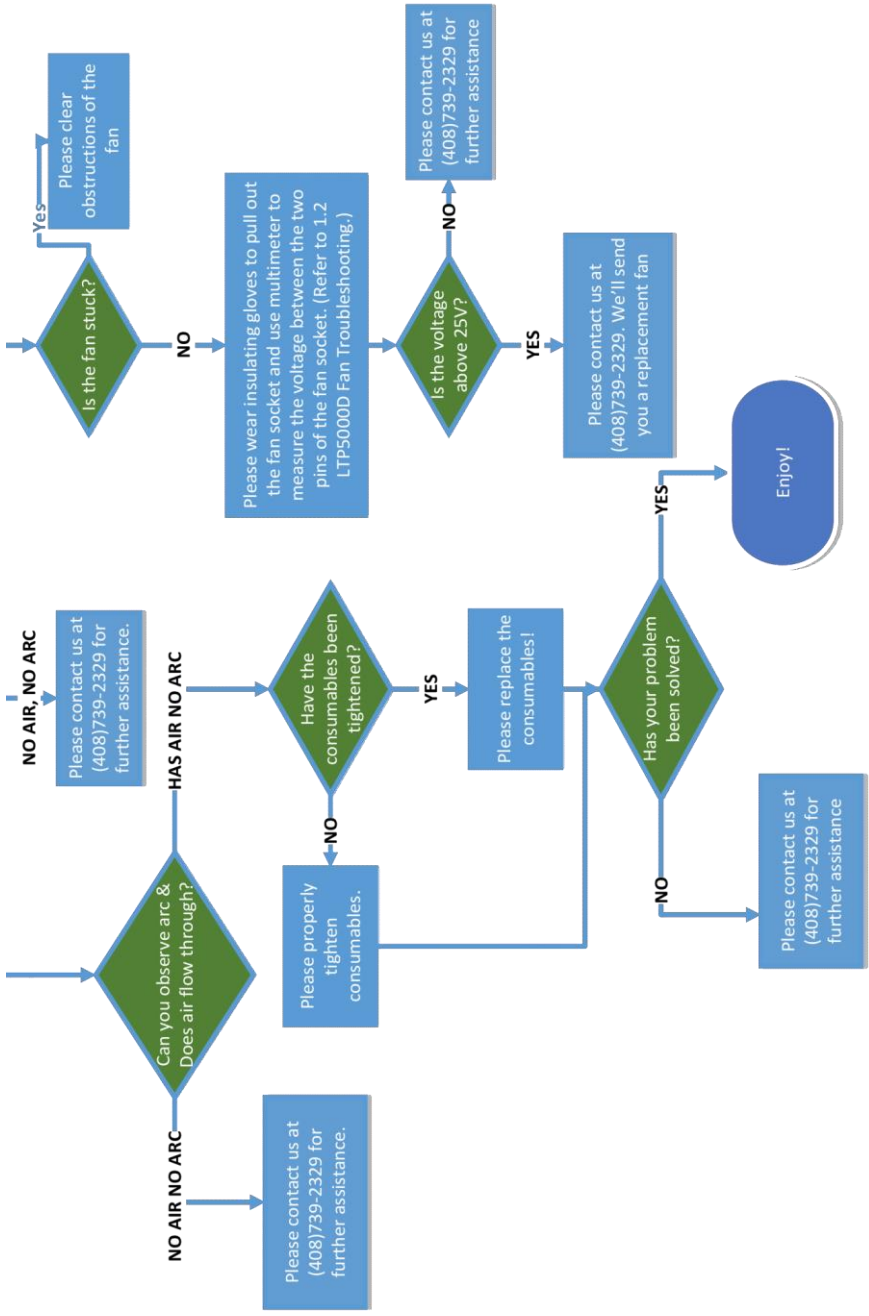 NO AIR, NO ARC
Please contact us at
(408)739-2329 for
further assistance.
Can you observe arc &
Does air flow through?
NO AIR NO ARC
Please contact us at
(408)739-2329 for
further assistance.
HAS AIR NO ARC
Have the
consumables been
tightened?
NO
Please properly
tighten
consumables.
YES
Please replace the
consumables!
Has your problem
been solved?
NO
Please contact us at
(408)739-2329 for
further assistance
YES
Enjoy!
Is the fan stuck?
Yes
Please clear
obstructions of the
fan
NO
Please wear insulating gloves to pull out
the fan socket and use multimeter to
measure the voltage between the two
pins of the fan socket. (Refer to 1.2
LTP5000D Fan Troubleshooting.)
Is the voltage
above 25V?
NO
Please contact us at
(408)739-2329 for
further assistance
YES
Please contact us at
(408)739-2329. We'll send
you a replacement fan